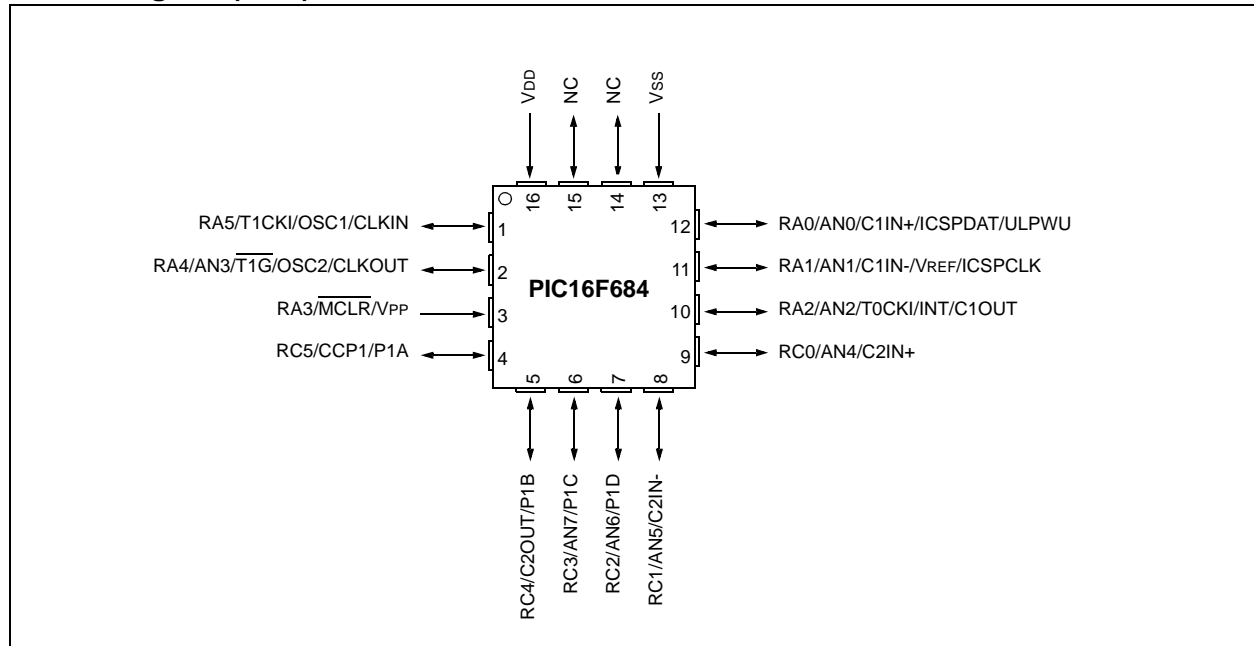 VDD
NC
NC
VSS
16
15
14
13
RA5/T1CKI/OSC1/CLKIN
1
RA4/AN3/T1G/OSC2/CLKOUT
2
RA3/MCLR/VPP
3
RC5/CCP1/P1A
4
PIC16F684
12
RA0/AN0/C1IN+/ICSPDAT/ULPWU
11
RA1/AN1/C1IN-/VREF/ICSPCLK
10
RA2/AN2/T0CKI/INT/C1OUT
9
RC0/AN4/C2IN+
5
6
7
8
RC4/C2OUT/P1B
RC3/AN7/P1C
RC2/AN6/P1D
RC1/AN5/C2IN-